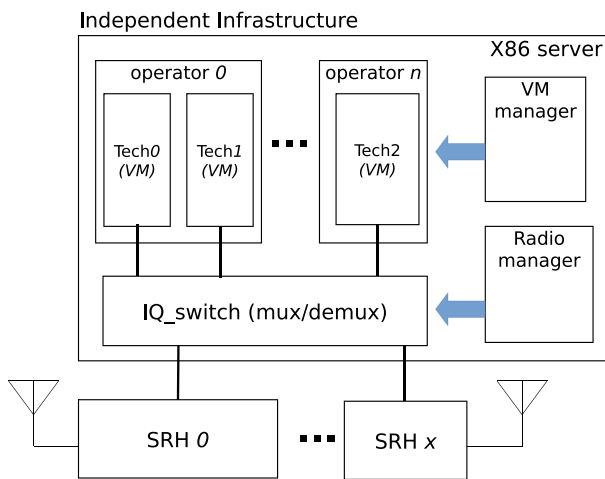 Independent Infrastructure
X86 server
operator 0
operator n
VM
manager
Tech0
(VM)
Tech1
(VM)
Tech2
(VM)
Radio
manager
IQ_switch (mux/demux)
SRH 0
SRH x